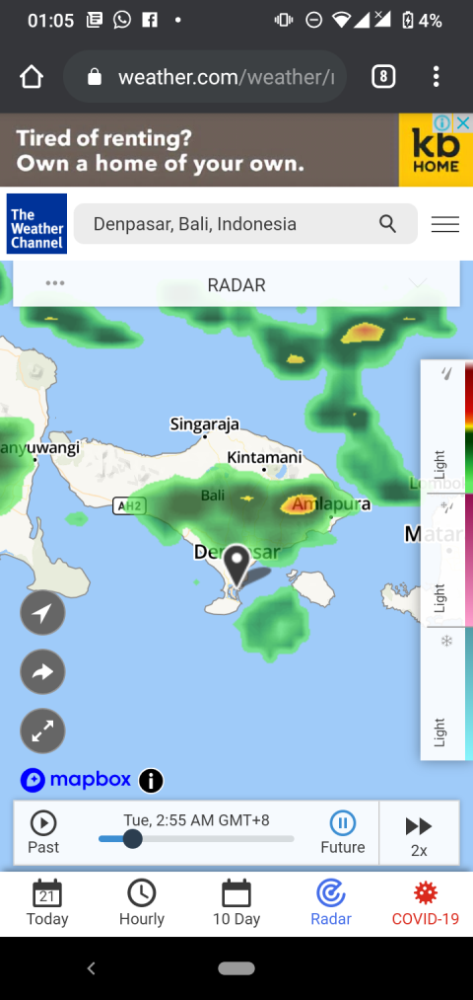 01:05
4%
weather.com/weather/
8
Tired of renting?
Own a home of your own.
kb
HOME
The
Weather
Channel
Denpasar, Bali, Indonesia
RADAR
Singaraja
anyuwangi
Kintamani
Light
Lombo
Bali
AH2
Amlapura
Denpasar
Matar
Light
Light
mapbox
Tue, 2:55 AM GMT+8
Past
Future
2x
21
Today
Hourly
10 Day
Radar
COVID-19